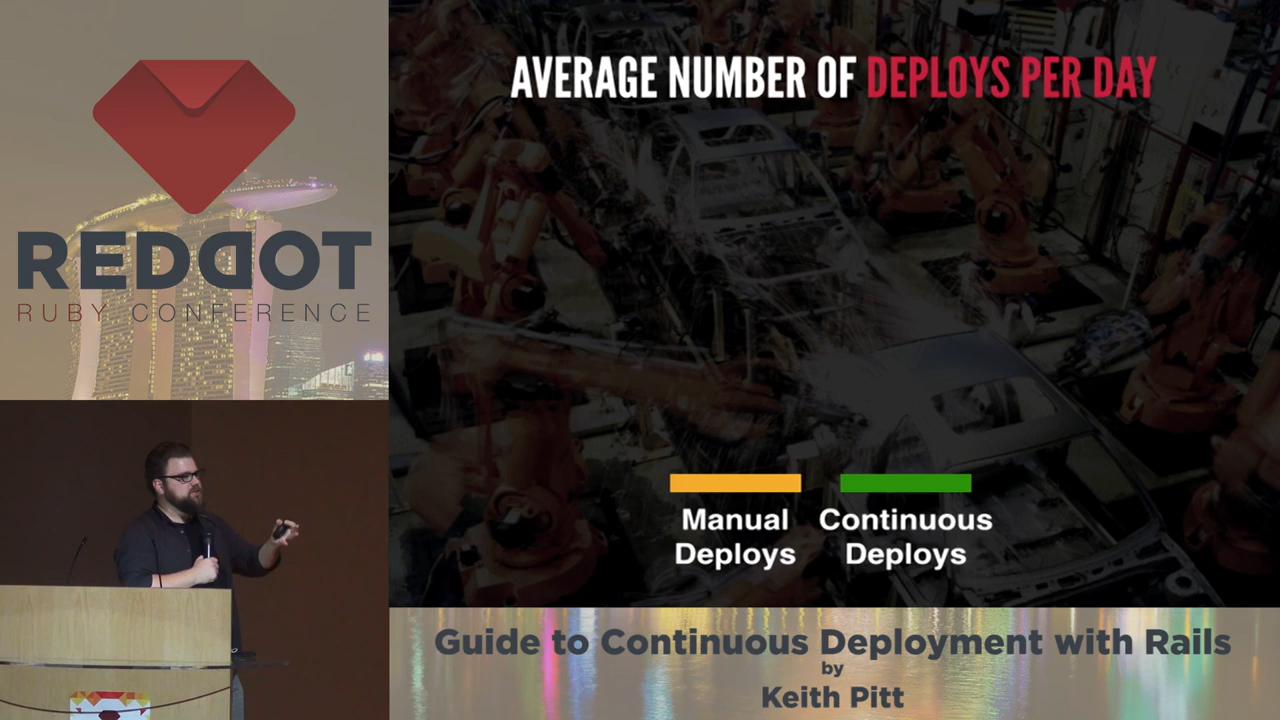 REDDOT
RUBY CONFERENCE
AVERAGE NUMBER OF DEPLOYS PER DAY
Manual Deploys
Continuous Deploys
Guide to Continuous Deployment with Rails
by
Keith Pitt